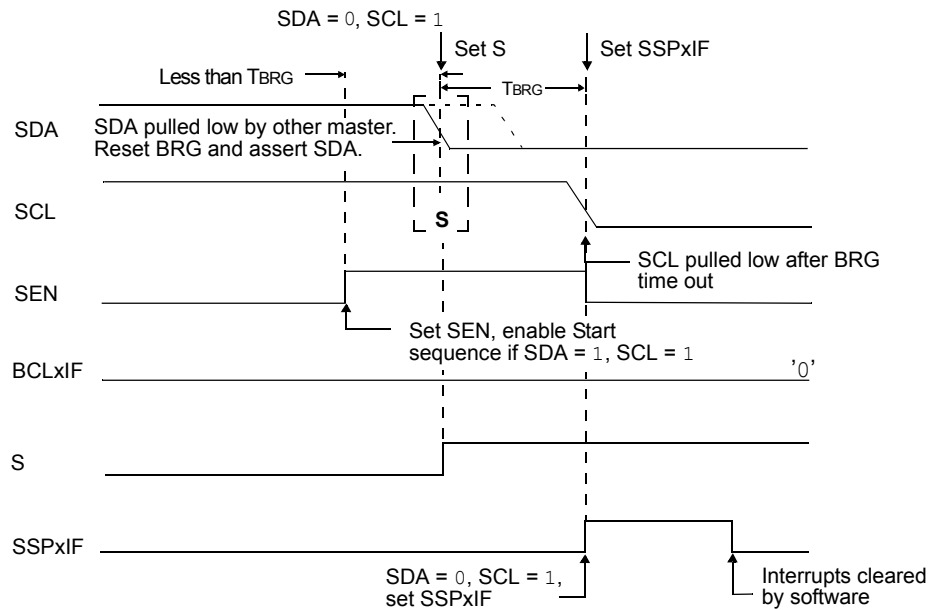 SDA = 0, SCL = 1
Set S
Set SSPxIF
Less than TBRG
TBRG
SDA
SDA pulled low by other master.
Reset BRG and assert SDA.
SCL
S
SCL pulled low after BRG
time out
SEN
Set SEN, enable Start
sequence if SDA = 1, SCL = 1
BCLxIF
'0'
S
SSPxIF
SDA = 0, SCL = 1,
set SSPxIF
Interrupts cleared
by software